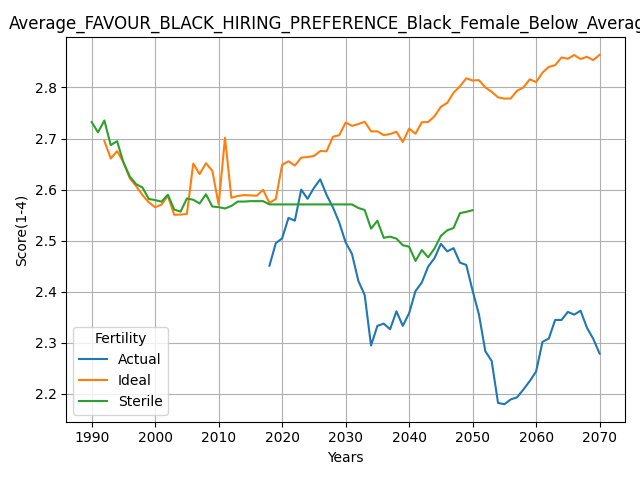 Average_FAVOUR_BLACK_HIRING_PREFERENCE_Black_Female_Below_Averag
Score(1-4)
2.8
2.7
2.6
2.5
2.4
2.3
2.2
Fertility
Actual
Ideal
Sterile
1990 2000 2010 2020 2030 2040 2050 2060 2070
Years